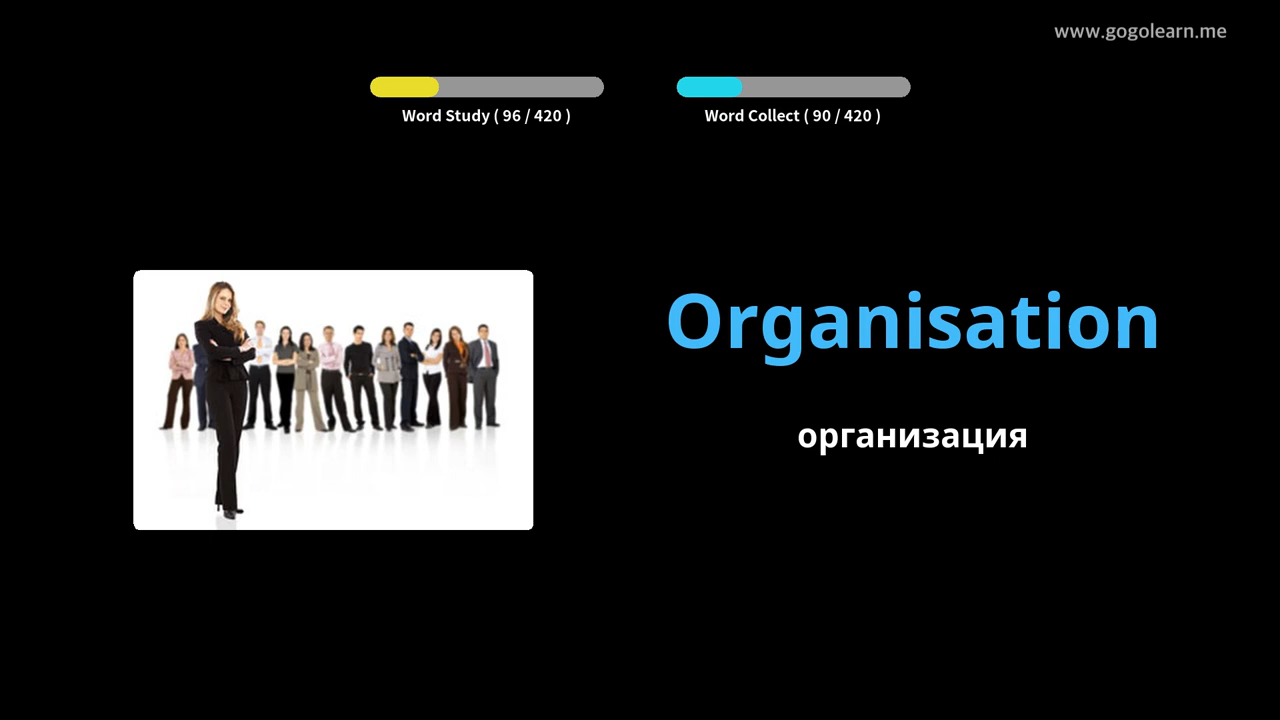 www.gogolearn.me
Word Study ( 96 / 420 )
Word Collect ( 90 / 420 )
Organisation
организация